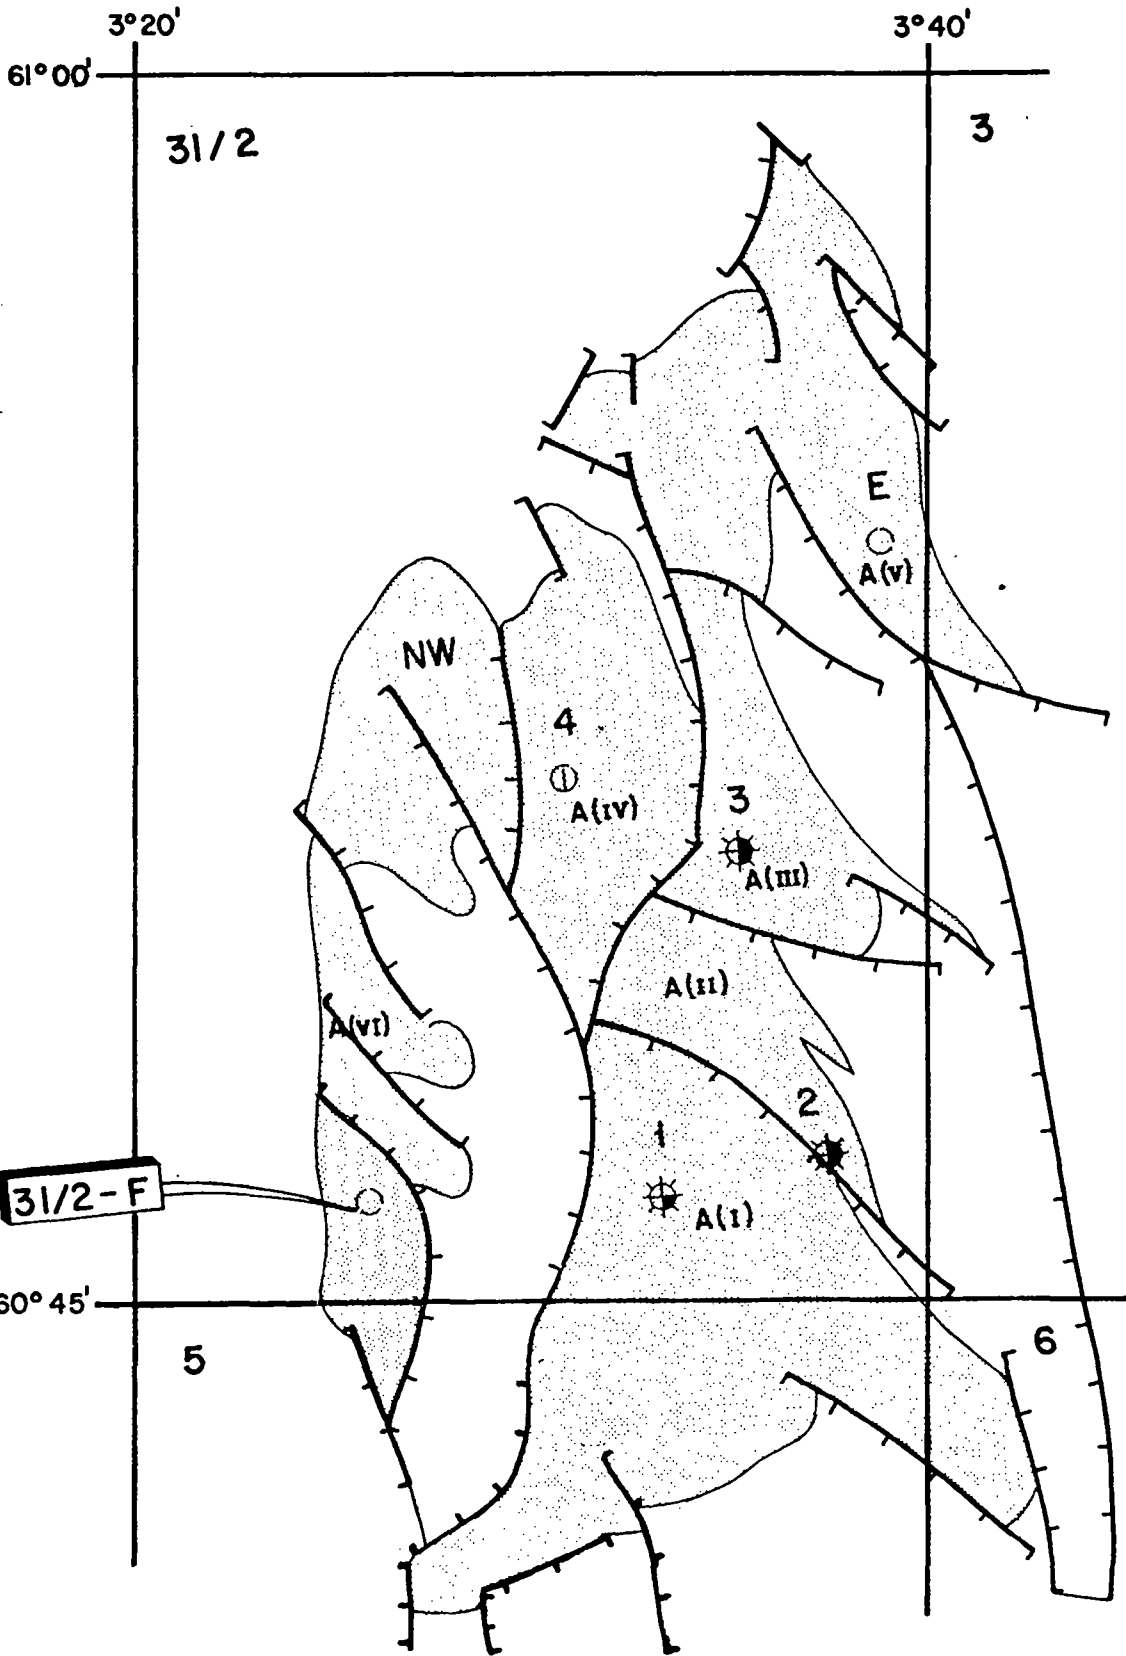 3°20'
3°40'
61°00'
31/2
3
E
A(V)
NW
4
A(IV)
3
A(III)
A(II)
A(VI)
2
1
31/2-F
A(I)
60°45'
5
6